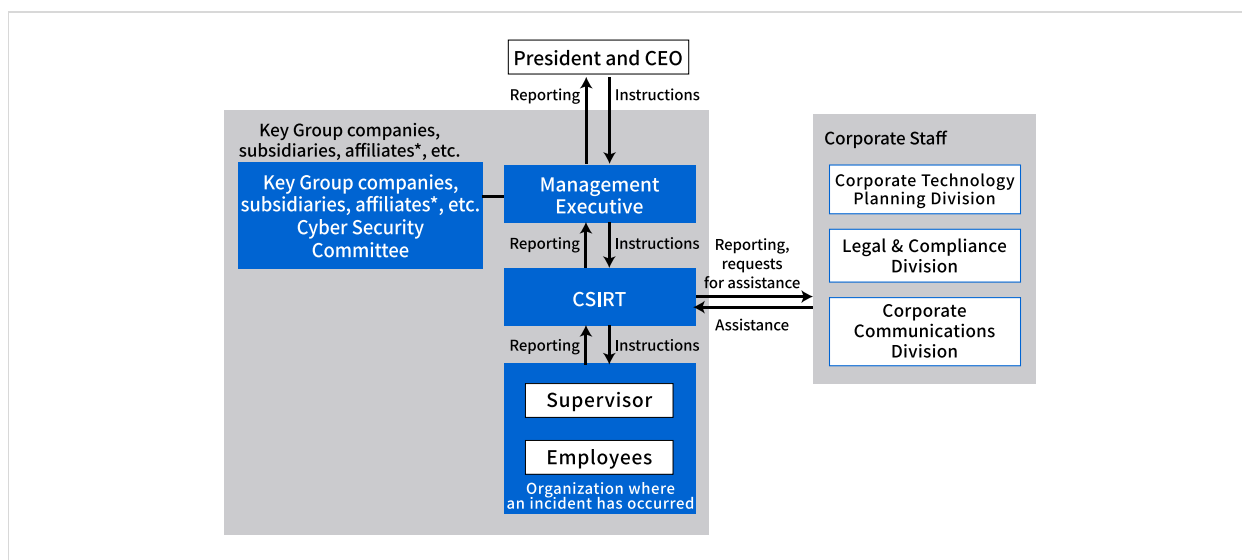 President and CEO
Reporting
Instructions
Key Group companies,
subsidiaries, affiliates*, etc.
Key Group companies,
subsidiaries, affiliates*, etc.
Cyber Security
Committee
Management
Executive
Reporting
Instructions
CSIRT
Reporting,
requests
for assistance
Assistance
Reporting
Instructions
Supervisor
Employees
Organization where
an incident has occurred
Corporate Staff
Corporate Technology
Planning Division
Legal & Compliance
Division
Corporate
Communications
Division